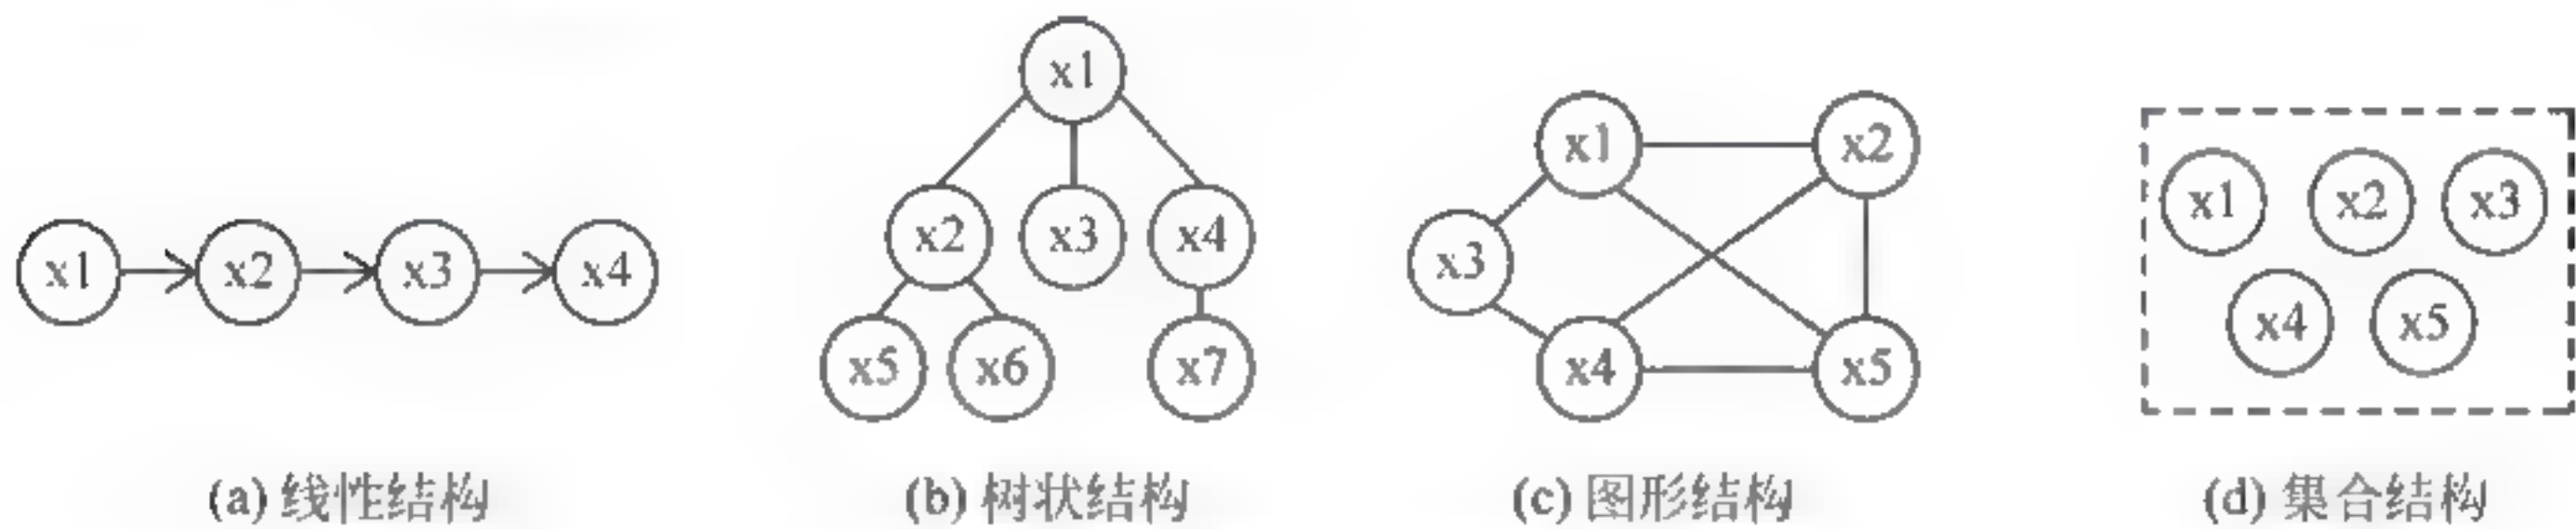 x1 x2 x3 x4
(a) 线性结构
x1
x2 x3 x4
x5 x6 x7
(b) 树状结构
x1 x2
x3
x4 x5
(c) 图形结构
x1 x2 x3
x4 x5
(d) 集合结构